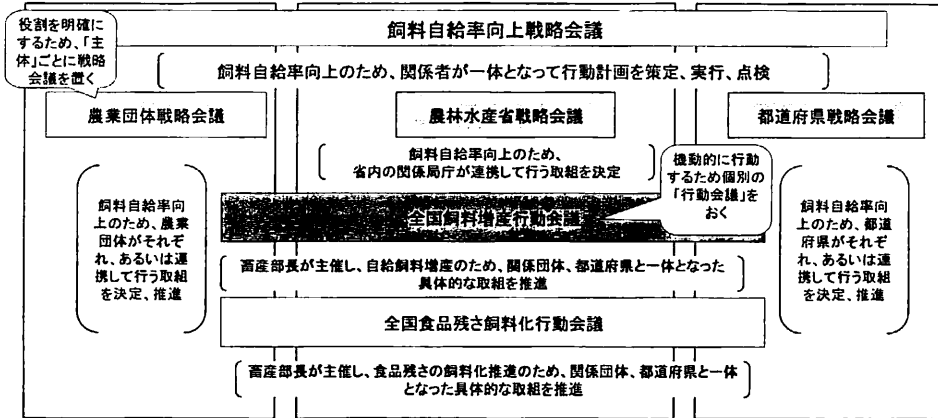 飼料自給率向上戦略会議
役割を明確に
するため、「主
体」ごとに戦略
会議を置く
飼料自給率向上のため、関係者が一体となって行動計画を策定、実行、点検
農業団体戦略会議
農林水産省戦略会議
都道府県戦略会議
飼料自給率向上のため、
省内の関係局庁が連携して行う取組を決定
機動的に行動
するため個別の
「行動会議」を
おく
飼料自給率向
上のため、農業
団体がそれぞ
れ、あるいは連
携して行う取組
を決定、推進
全国飼料増産行動会議
飼料自給率向
上のため、都道
府県がそれぞ
れ、あるいは連
携して行う取組
を決定、推進
畜産部長が主催し、自給飼料増産のため、関係団体、都道府県と一体となった
具体的な取組を推進
全国食品残さ飼料化行動会議
畜産部長が主催し、食品残さの飼料化推進のため、関係団体、都道府県と一体
となった具体的な取組を推進